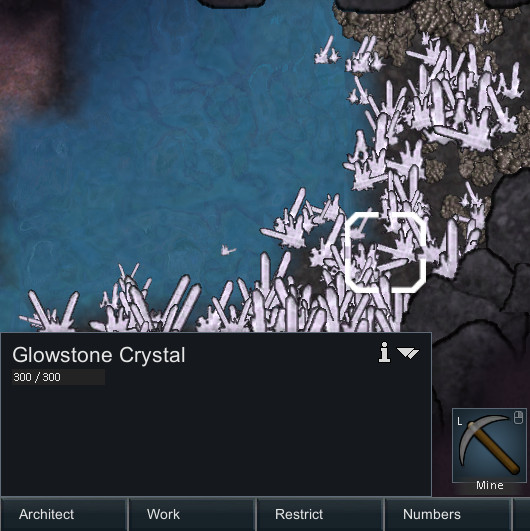 Glowstone Crystal
300 / 300
L
Mine
Architect
Work
Restrict
Numbers